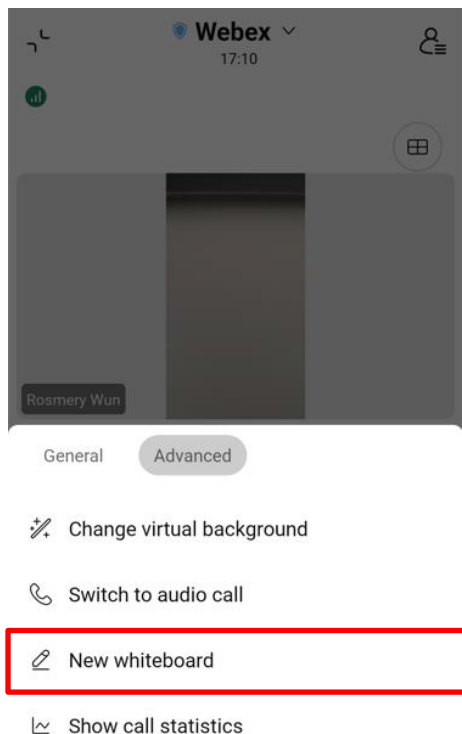 Webex
17:10
Rosmery Wun
General Advanced
Change virtual background
Switch to audio call
New whiteboard
Show call statistics